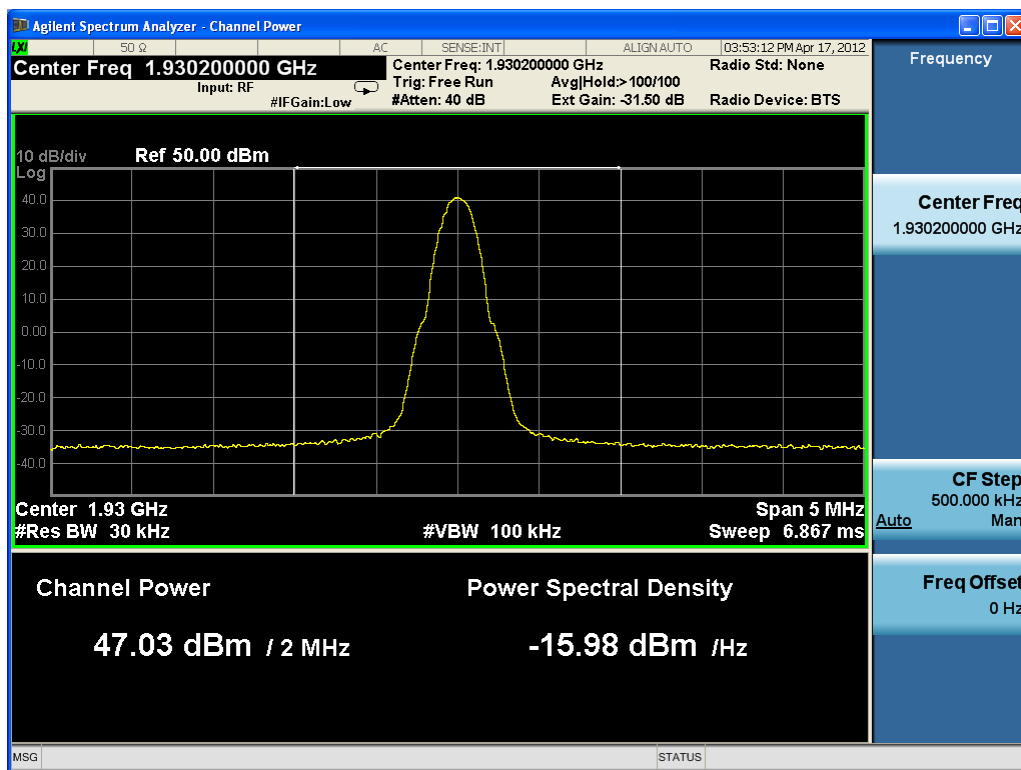 Agilent Spectrum Analyzer - Channel Power
LXI 50 Ω AC SENSE:INT ALIGN AUTO 03:53:12 PM Apr 17, 2012
Center Freq 1.930200000 GHz
Input: RF
#IFGain:Low
Center Freq: 1.930200000 GHz
Trig: Free Run Avg|Hold:> 100/100
#Atten: 40 dB Ext Gain: -31.50 dB
Radio Std: None
Radio Device: BTS
10 dB/div Ref 50.00 dBm
Log
40.0
30.0
20.0
10.0
0.00
-10.0
-20.0
-30.0
-40.0
Center 1.93 GHz Span 5 MHz
#Res BW 30 kHz #VBW 100 kHz Sweep 6.867 ms
Channel Power Power Spectral Density
47.03 dBm / 2 MHz -15.98 dBm /Hz
MSG STATUS
Frequency
Center Freq
1.930200000 GHz
CF Step
500.000 kHz
Auto Man
Freq Offset
0 Hz